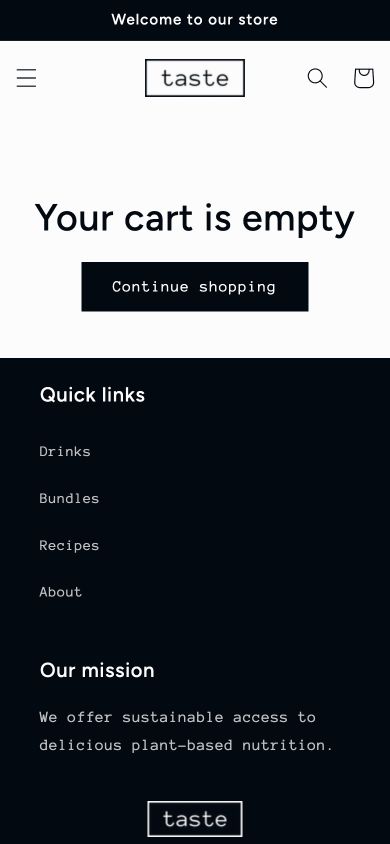 Welcome to our store
taste
Your cart is empty
Continue shopping
Quick links
Drinks
Bundles
Recipes
About
Our mission
We offer sustainable access to
delicious plant-based nutrition.
taste